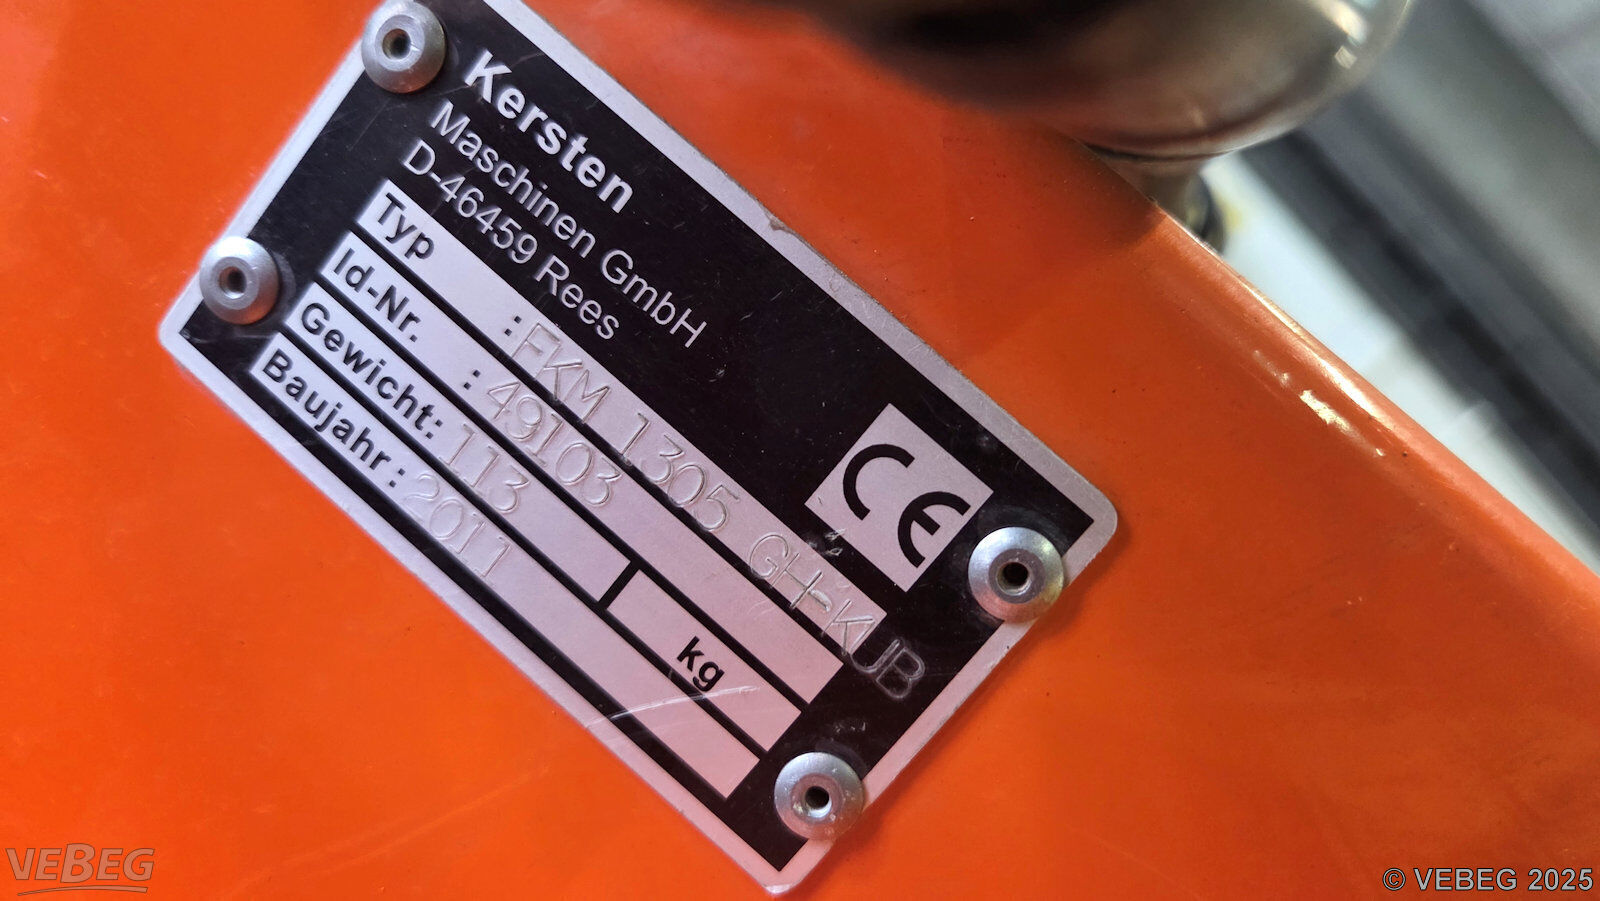 Kersten
Maschinen GmbH
D-46459 Rees
Typ : FKM 1305 GH-KUB
Id-Nr. : 49103
Gewicht: 113 kg
Baujahr: 2011
CE
VEBEG
© VEBEG 2025